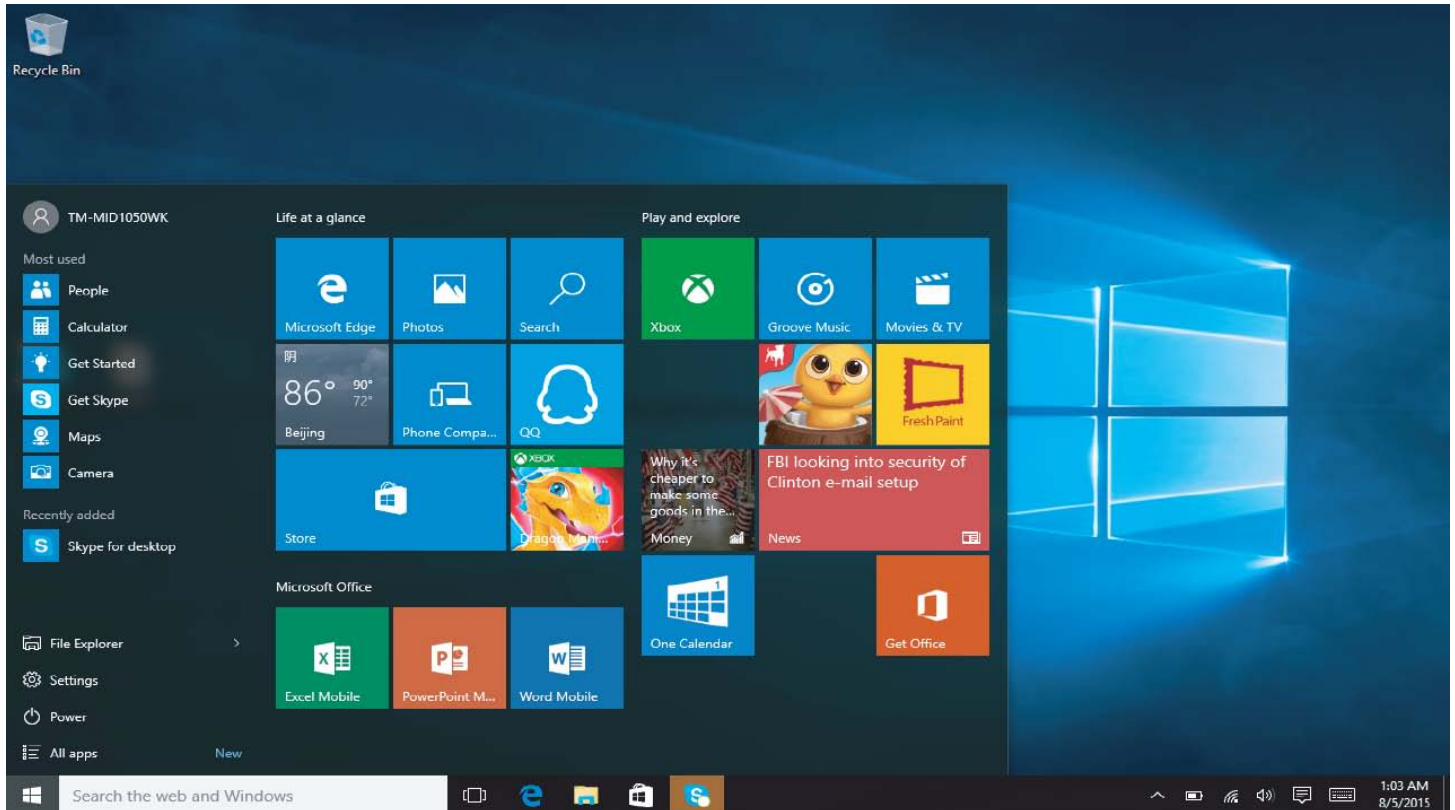 Recycle Bin
TM-MID1050WK
Most used
People
Calculator
Get Started
Get Skype
Maps
Camera
Recently added
Skype for desktop
File Explorer
Settings
Power
All apps
New
Life at a glance
Microsoft Edge
Photos
Search
阴
86°
90°
72°
Beijing
Phone Compa...
QQ
Store
XBOX
Dragon Mani...
Microsoft Office
Excel Mobile
PowerPoint M...
Word Mobile
Play and explore
Xbox
Groove Music
Movies & TV
Fresh Paint
Why it's
cheaper to
make some
goods in the...
Money
FBI looking into security of
Clinton e-mail setup
News
1
One Calendar
Get Office
Search the web and Windows
1:03 AM
8/5/2015